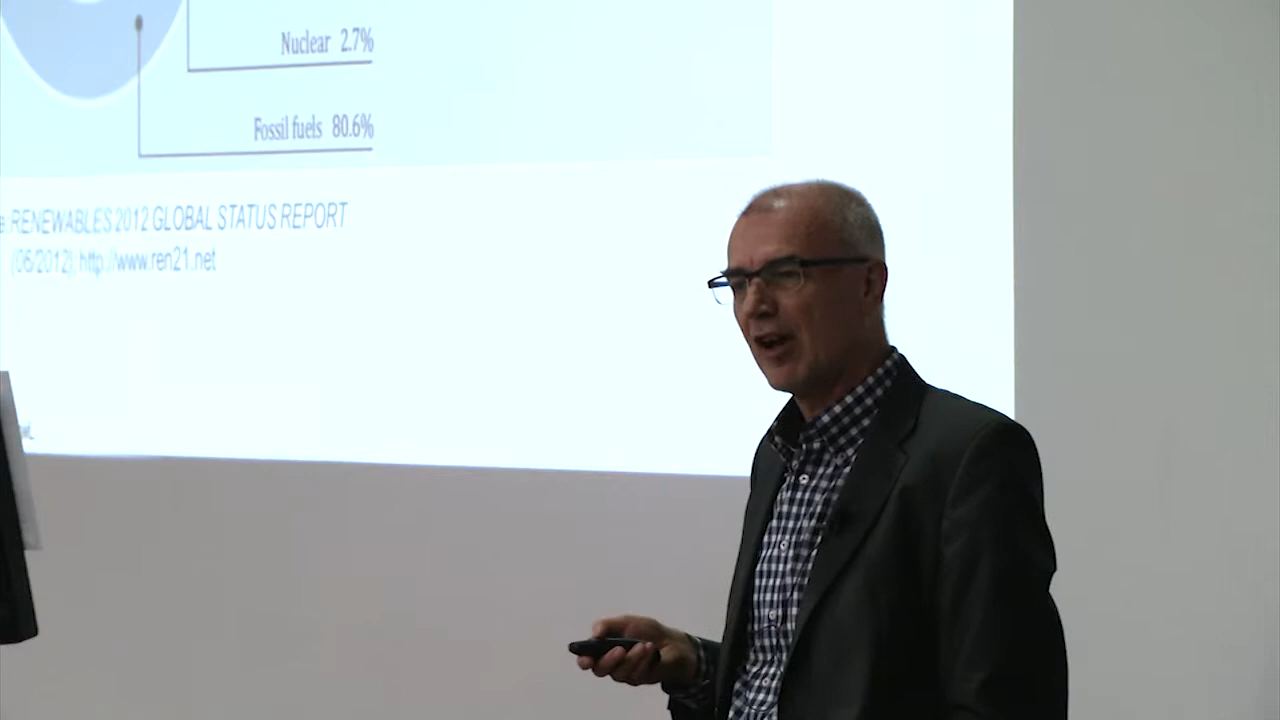 Nuclear 2.7%
Fossil fuels 80.6%
RENEWABLES 2012 GLOBAL STATUS REPORT
(06/2012); http://www.ren21.net